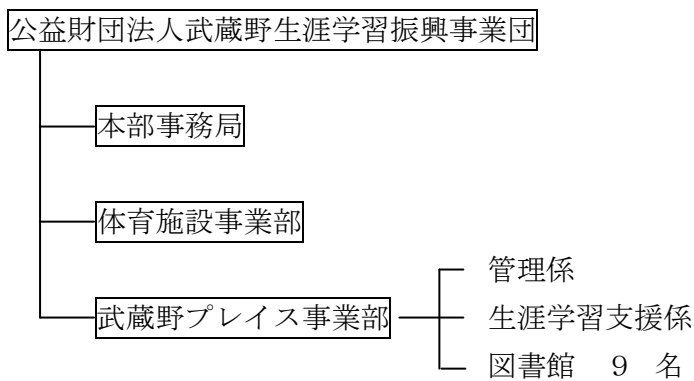 公益財団法人武蔵野生涯学習振興事業団
本部事務局
体育施設事業部
武蔵野プレイス事業部
管理係
生涯学習支援係
図書館 9 名